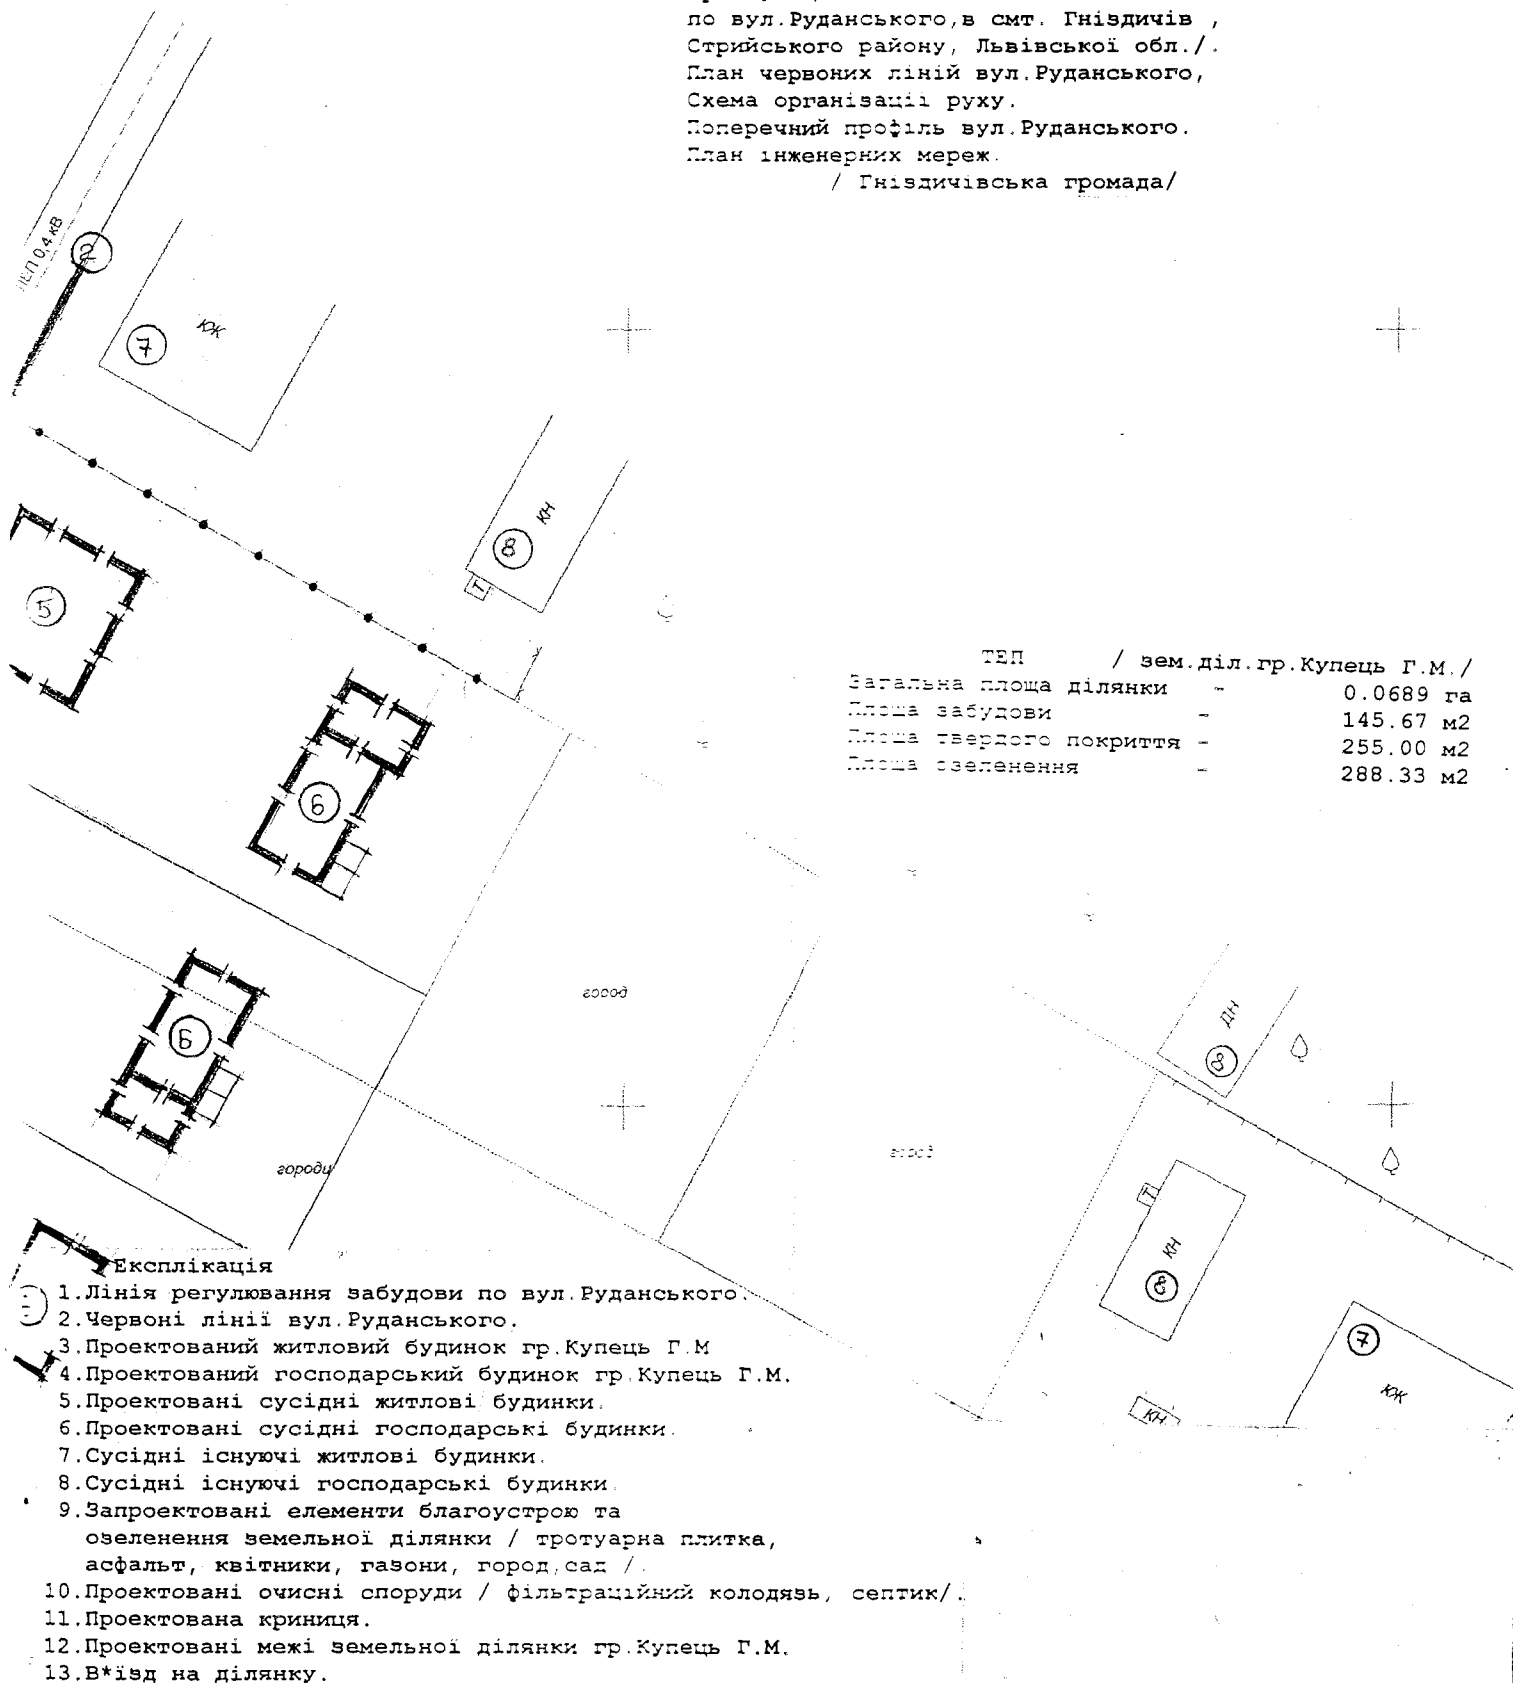 по вул.Руданського,в смт. Гніздичів ,
Стрийського району, Львівської обл./.
План червоних ліній вул.Руданського,
Схема організації руху.
Поперечний профіль вул.Руданського.
План інженерних мереж.
/ Гніздичівська громада/
ЛЕП 0,4 кВ
2
7
КЖ
8
КН
Т
5
6
ТЕП / зем.діл.гр.Купець Г.М./
Загальна площа ділянки - 0.0689 га
Площа забудови - 145.67 м2
Площа твердого покриття - 255.00 м2
Площа озеленення - 288.33 м2
город
6
городи
город
ДН
8
Т
КН
8
7
КЖ
КН
Експлікація
1.Лінія регулювання забудови по вул.Руданського.
2.Червоні лінії вул.Руданського.
3.Проектований житловий будинок гр.Купець Г.М
4.Проектований господарський будинок гр.Купець Г.М.
5.Проектовані сусідні житлові будинки.
6.Проектовані сусідні господарські будинки.
7.Сусідні існуючі житлові будинки.
8.Сусідні існуючі господарські будинки.
9.Запроектовані елементи благоустрою та
озеленення земельної ділянки / тротуарна плитка,
асфальт, квітники, газони, город,сад /.
10.Проектовані очисні споруди / фільтраційний колодязь, септик/.
11.Проектована криниця.
12.Проектовані межі земельної ділянки гр.Купець Г.М.
13.В*їзд на ділянку.